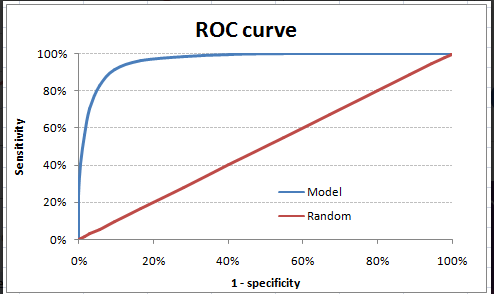 ROC curve
100%
80%
60%
40%
20%
0%
Sensitivity
Model
Random
0%
20%
40%
60%
80%
100%
1 - specificity